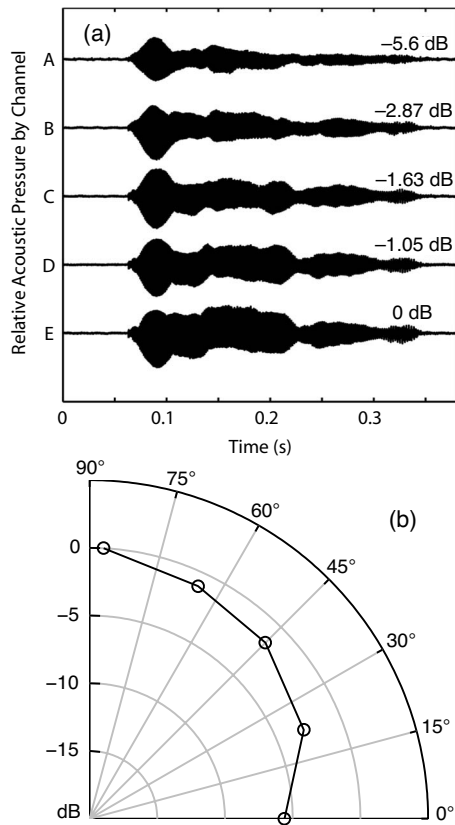 (a)
Relative Acoustic Pressure by Channel
A
−5.6 dB
B
−2.87 dB
C
−1.63 dB
D
−1.05 dB
E
0 dB
0 0.1 0.2 0.3
Time (s)
90°
75°
(b)
60°
0
45°
−5
30°
−10
15°
−15
dB
0°